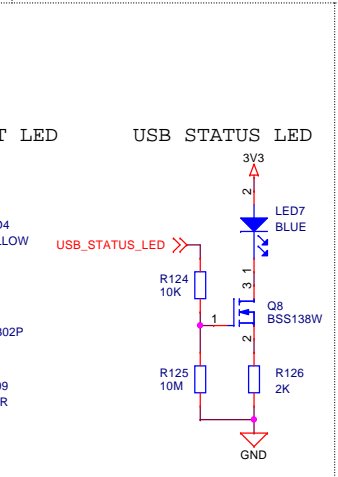 T LED
USB STATUS LED
3V3
2
LED7
BLUE
04
LLOW
USB_STATUS_LED
1
R124
10K
3
Q8
BSS138W
1
302P
2
R125
10M
R126
2K
09
R
GND